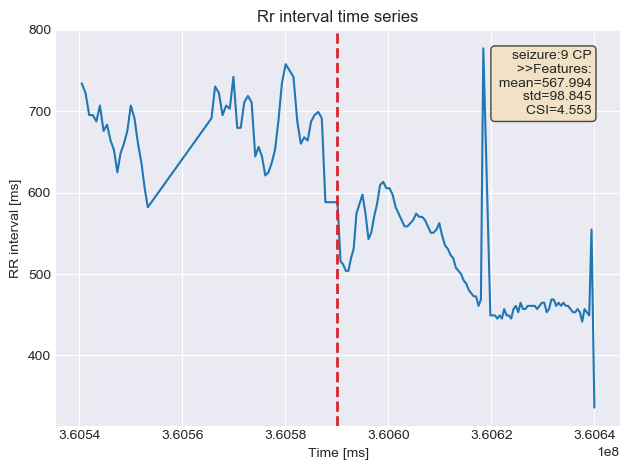 Rr interval time series
seizure:9 CP
>>Features:
mean=567.994
std=98.845
CSI=4.553
RR interval [ms]
800
700
600
500
400
3.6054 3.6056 3.6058 3.6060 3.6062 3.6064
1e8
Time [ms]